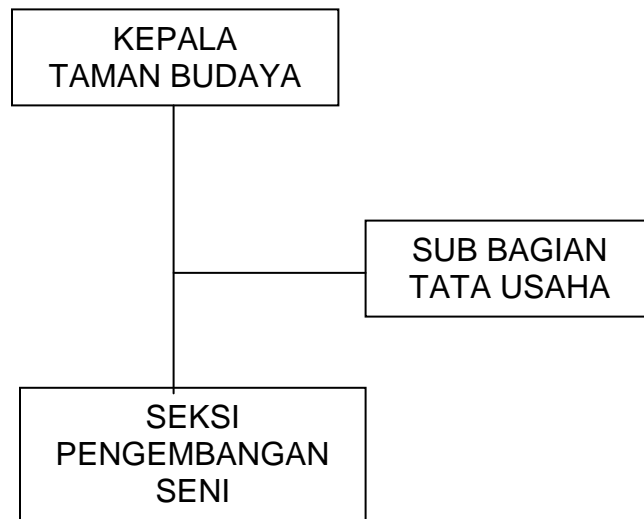 KEPALA
TAMAN BUDAYA
SUB BAGIAN
TATA USAHA
SEKSI
PENGEMBANGAN
SENI